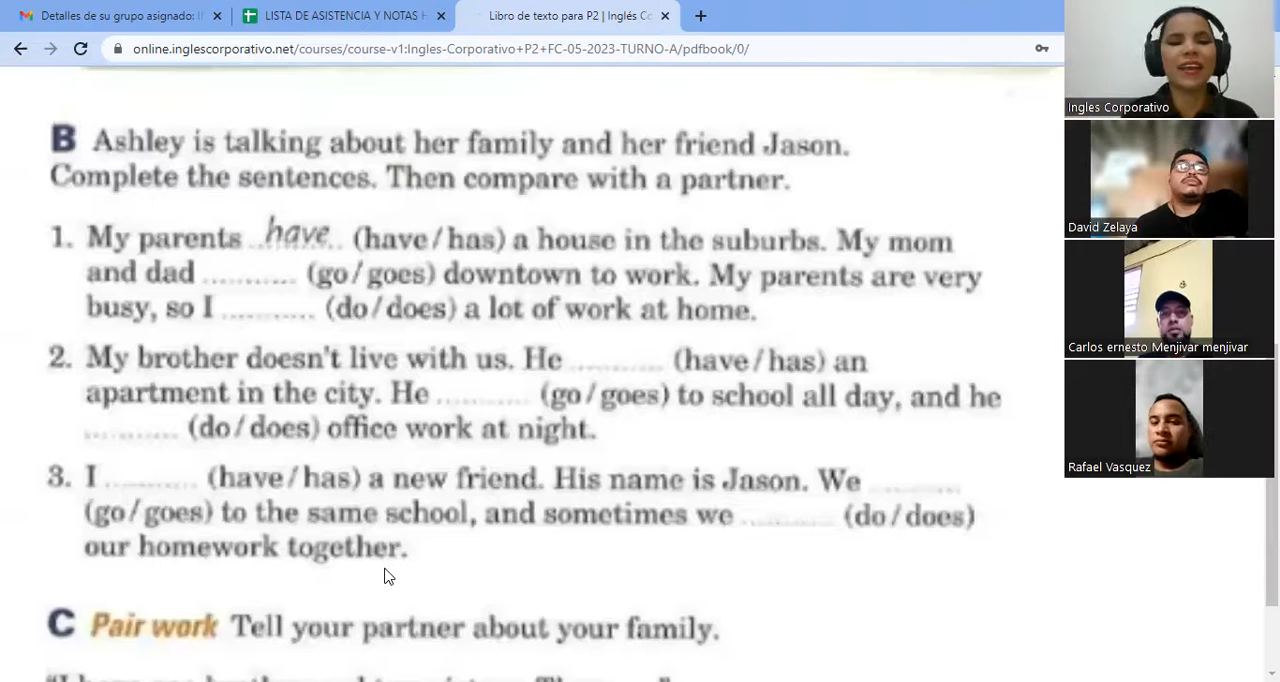 Detalles de su grupo asignado: I
LISTA DE ASISTENCIA Y NOTAS
Libro de texto para P2 | Inglés Co
online.inglescorporativo.net/courses/course-v1:Ingles-Corporativo+P2+FC-05-2023-TURNO-A/pdfbook/0/
Ingles Corporativo
David Zelaya
Carlos ernesto Menjivar menjivar
Rafael Vasquez
B Ashley is talking about her family and her friend Jason.
Complete the sentences. Then compare with a partner.
1. My parents ..have.. (have/has) a house in the suburbs. My mom
and dad ........... (go/goes) downtown to work. My parents are very
busy, so I ........... (do/does) a lot of work at home.
2. My brother doesn't live with us. He ........... (have/has) an
apartment in the city. He ........... (go/goes) to school all day, and he
........... (do/does) office work at night.
3. I ........... (have/has) a new friend. His name is Jason. We ...........
(go/goes) to the same school, and sometimes we ........... (do/does)
our homework together.
C Pair work Tell your partner about your family.